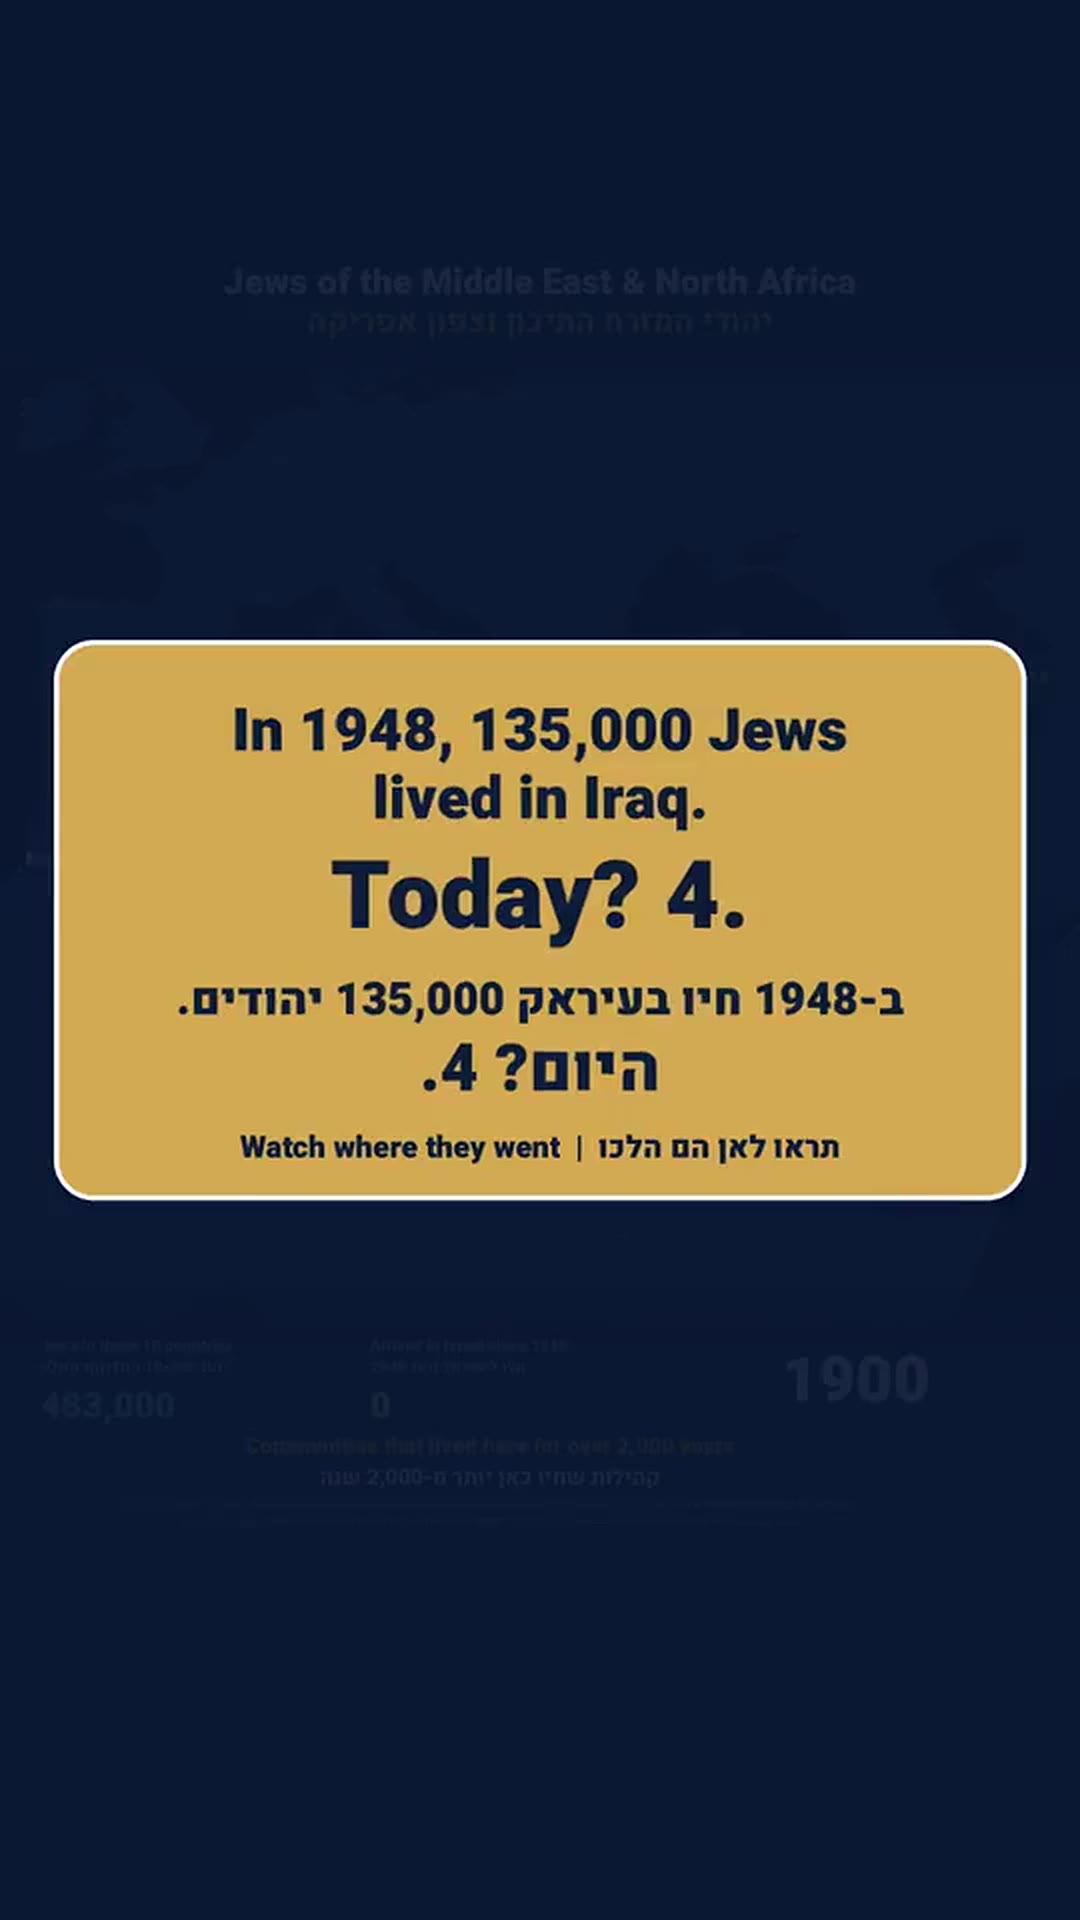 Jews of the Middle East & North Africa
יהודי המזרח התיכון וצפון אפריקה
In 1948, 135,000 Jews
lived in Iraq.
Today? 4.
ב-1948 חיו בעיראק 135,000 יהודים.
היום? 4.
Watch where they went | תראו לאן הם הלכו
483,000
0
1900
Communities that lived here for over 2,000 years
קהילות שחיו כאן יותר מ-2,000 שנה